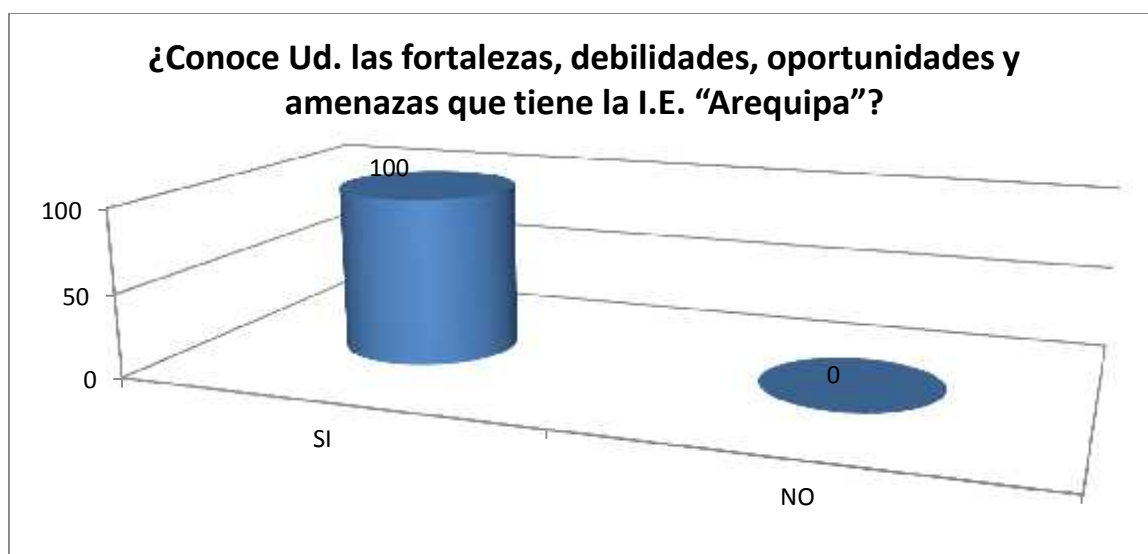 ¿Conoce Ud. las fortalezas, debilidades, oportunidades y
amenazas que tiene la I.E. “Arequipa”?
100
100
50
0
0
SI
NO